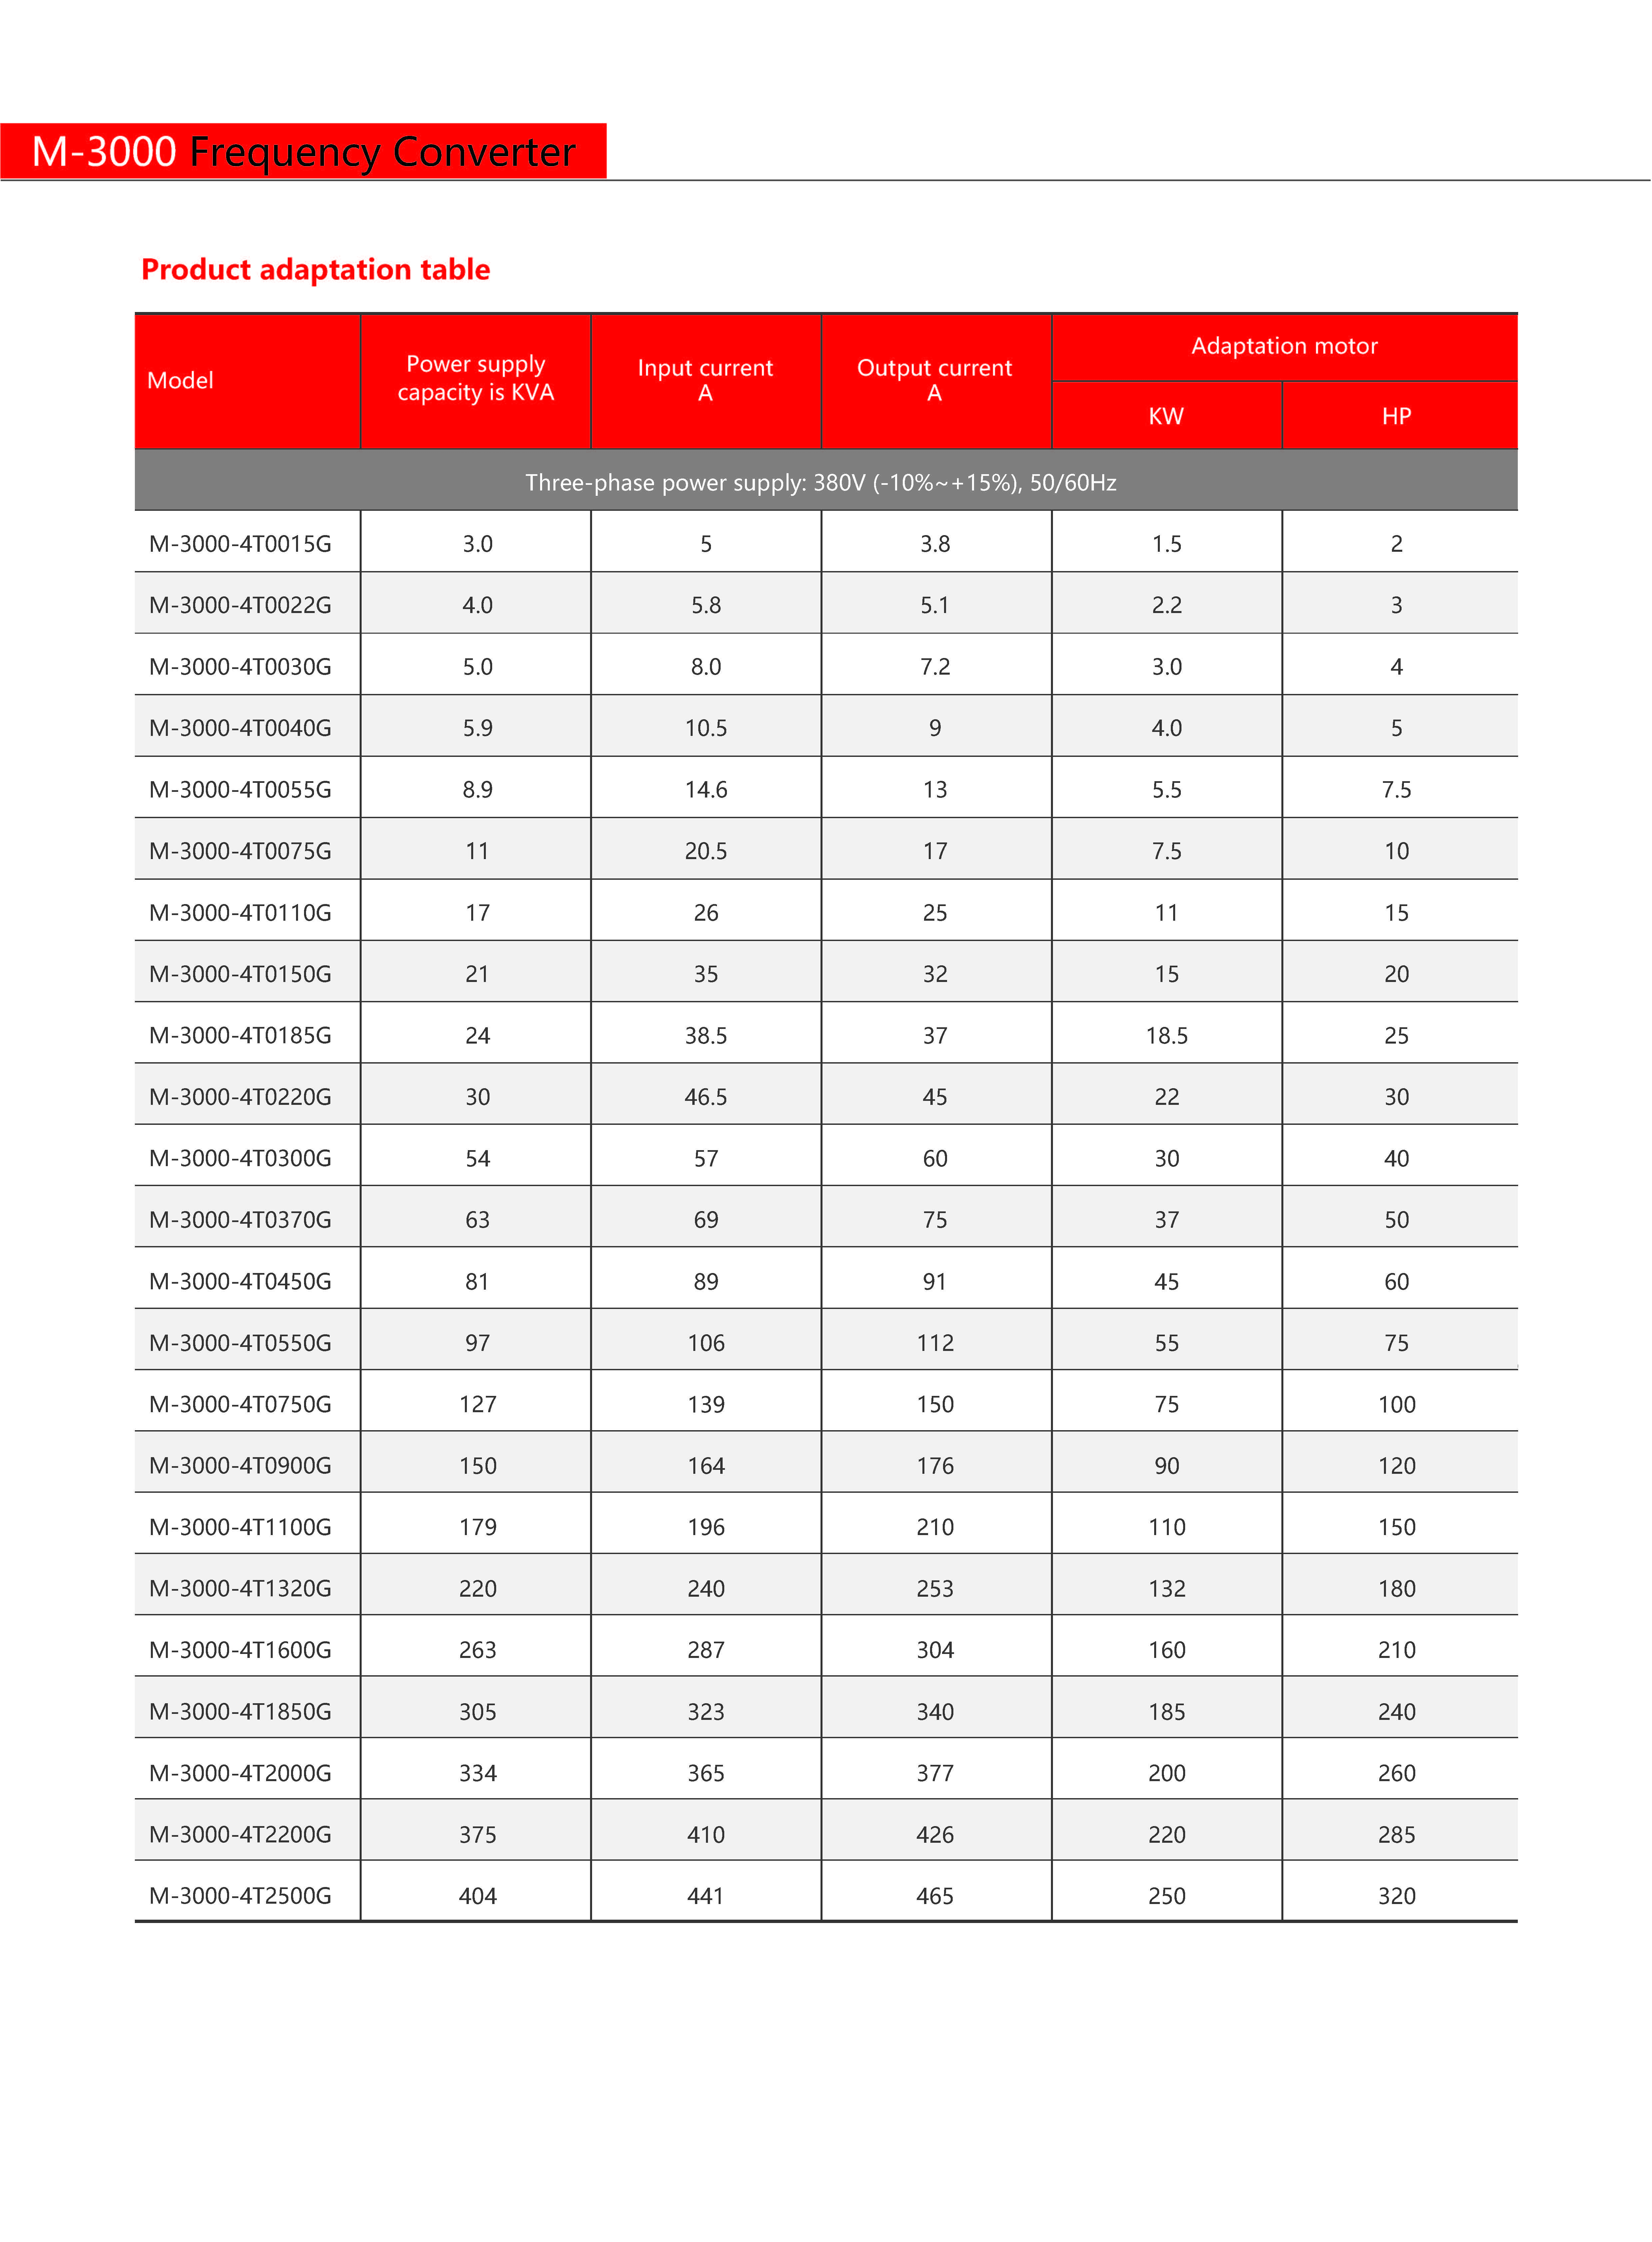 M-3000 Frequency Converter
Product adaptation table
Model
Power supply
capacity is KVA
Input current
A
Output current
A
Adaptation motor
KW HP
Three-phase power supply: 380V (-10%~+15%), 50/60Hz
M-3000-4T0015G 3.0 5 3.8 1.5 2
M-3000-4T0022G 4.0 5.8 5.1 2.2 3
M-3000-4T0030G 5.0 8.0 7.2 3.0 4
M-3000-4T0040G 5.9 10.5 9 4.0 5
M-3000-4T0055G 8.9 14.6 13 5.5 7.5
M-3000-4T0075G 11 20.5 17 7.5 10
M-3000-4T0110G 17 26 25 11 15
M-3000-4T0150G 21 35 32 15 20
M-3000-4T0185G 24 38.5 37 18.5 25
M-3000-4T0220G 30 46.5 45 22 30
M-3000-4T0300G 54 57 60 30 40
M-3000-4T0370G 63 69 75 37 50
M-3000-4T0450G 81 89 91 45 60
M-3000-4T0550G 97 106 112 55 75
M-3000-4T0750G 127 139 150 75 100
M-3000-4T0900G 150 164 176 90 120
M-3000-4T1100G 179 196 210 110 150
M-3000-4T1320G 220 240 253 132 180
M-3000-4T1600G 263 287 304 160 210
M-3000-4T1850G 305 323 340 185 240
M-3000-4T2000G 334 365 377 200 260
M-3000-4T2200G 375 410 426 220 285
M-3000-4T2500G 404 441 465 250 320